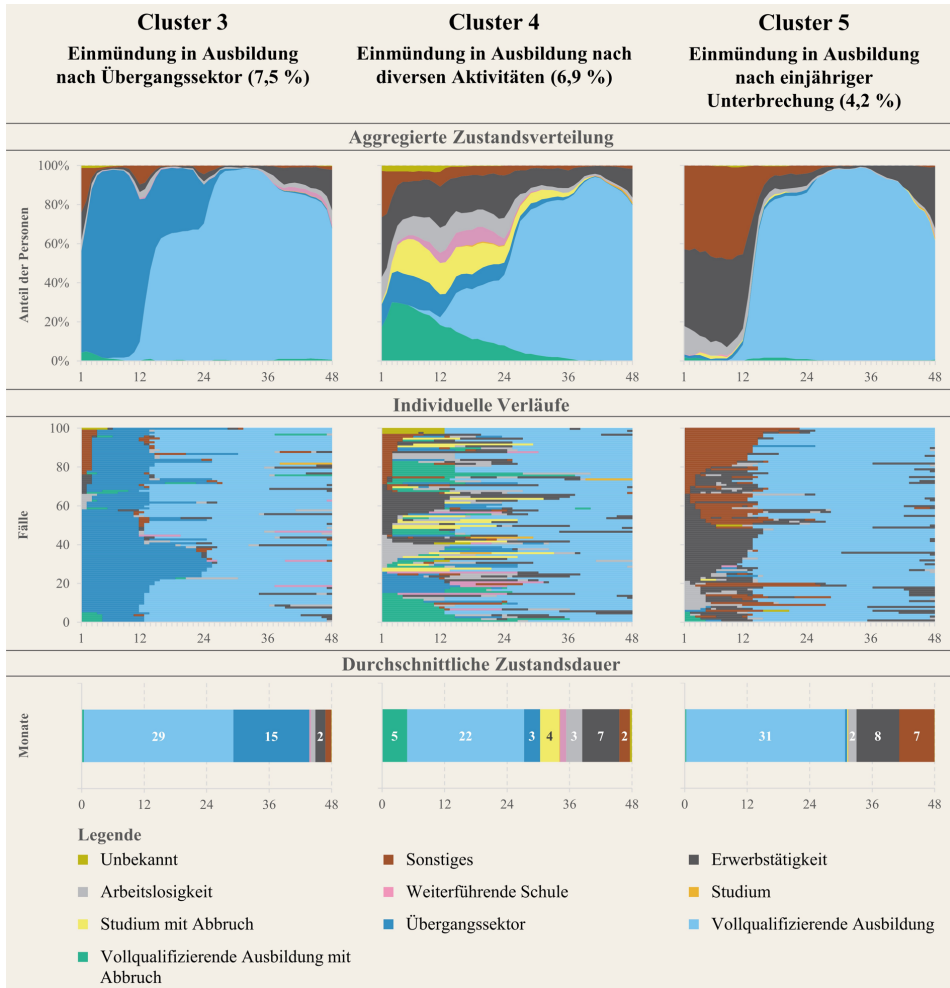 Cluster 3
Einmündung in Ausbildung
nach Übergangssektor (7,5 %)
Cluster 4
Einmündung in Ausbildung nach
diversen Aktivitäten (6,9 %)
Cluster 5
Einmündung in Ausbildung
nach einjähriger
Unterbrechung (4,2 %)
Aggregierte Zustandsverteilung
Anteil der Personen
100%
80%
60%
40%
20%
0%
1 12 24 36 48
1 12 24 36 48
1 12 24 36 48
Individuelle Verläufe
Fälle
100
80
60
40
20
0
1 12 24 36 48
1 12 24 36 48
1 12 24 36 48
Durchschnittliche Zustandsdauer
Monate
29 15 2
5 22 3 4 3 7 2
31 2 8 7
0 12 24 36 48
0 12 24 36 48
0 12 24 36 48
Legende
Unbekannt
Sonstiges
Erwerbstätigkeit
Arbeitslosigkeit
Weiterführende Schule
Studium
Studium mit Abbruch
Übergangssektor
Vollqualifizierende Ausbildung
Vollqualifizierende Ausbildung mit
Abbruch